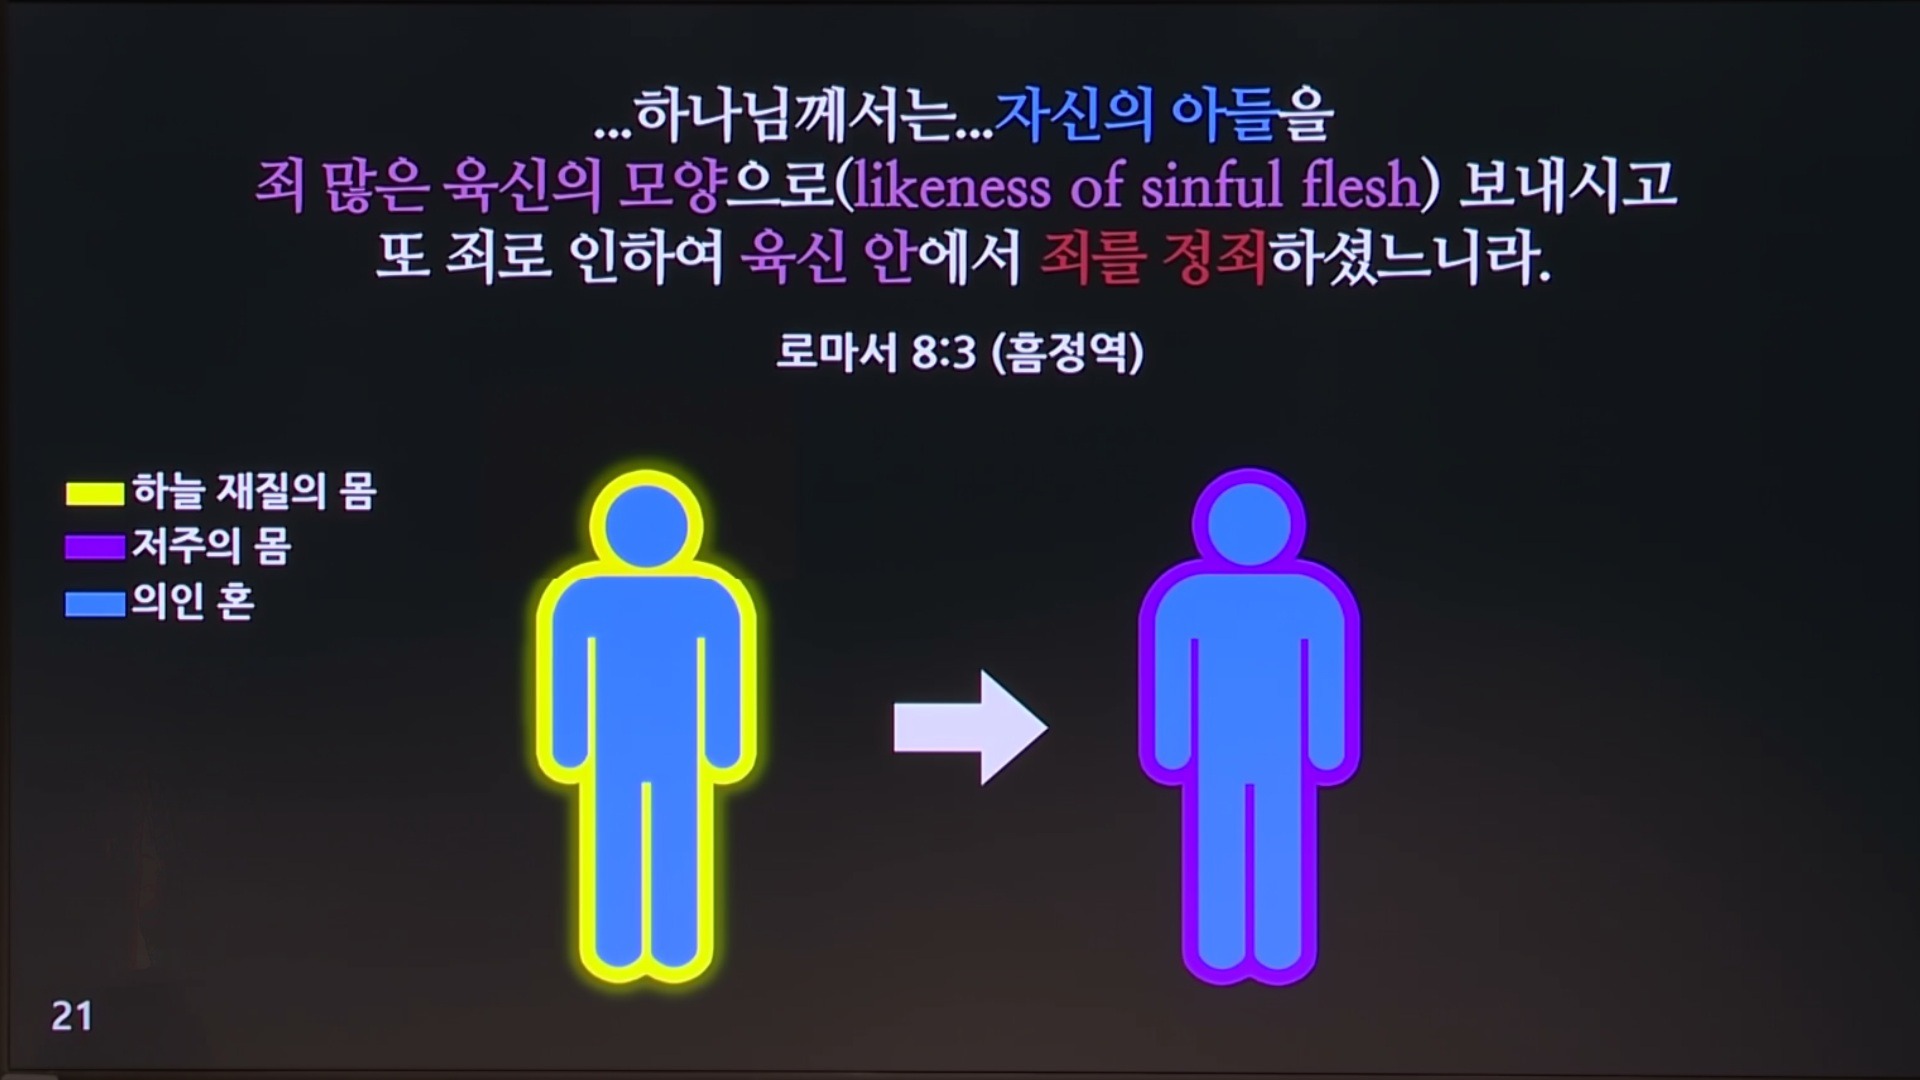 ...하나님께서는...자신의 아들을
죄 많은 육신의 모양으로(likeness of sinful flesh) 보내시고
또 죄로 인하여 육신 안에서 죄를 정죄하셨느니라.
로마서 8:3 (흠정역)
하늘 재질의 몸
저주의 몸
의인 혼
21